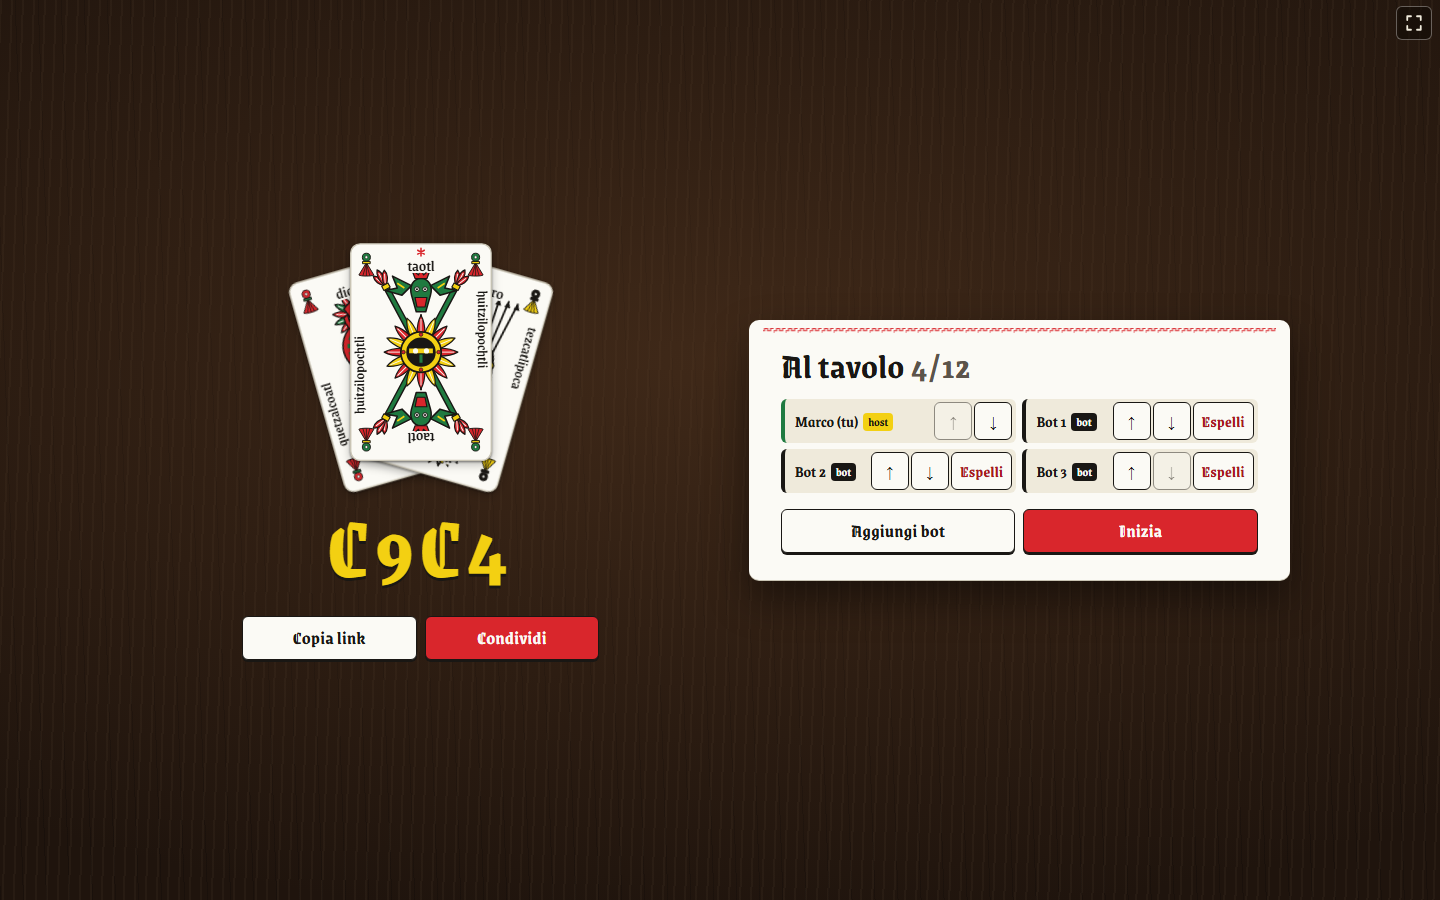 *
taotl
huitzilopochtli
huitzilopochtli
taotl
quetzalcoatl
tezcatlipoca
C9C4
Copia link
Condividi
Al tavolo 4/12
Marco (tu) host ↑ ↓
Bot 1 bot ↑ ↓ Espelli
Bot 2 bot ↑ ↓ Espelli
Bot 3 bot ↑ ↓ Espelli
Aggiungi bot
Inizia